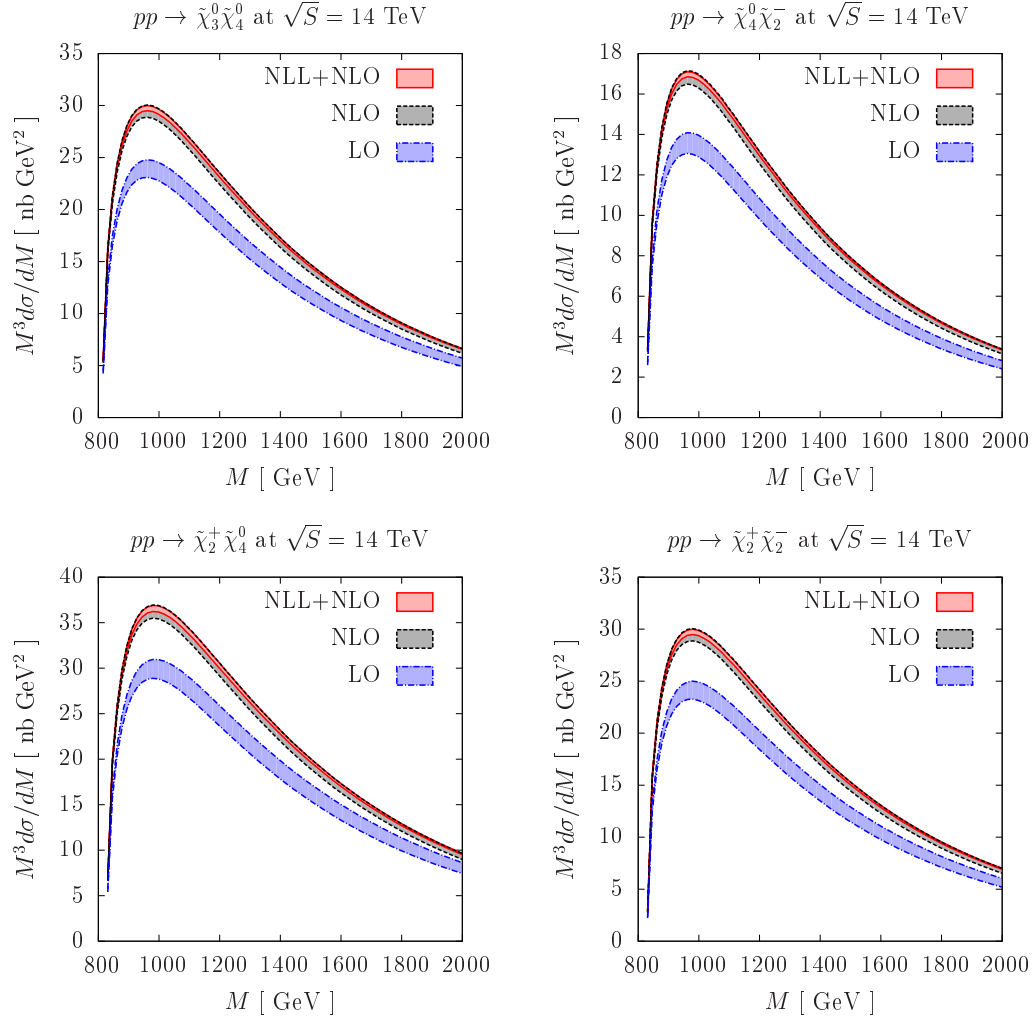 pp → χ̃₃⁰χ̃₄⁰ at √S = 14 TeV
M³dσ/dM [ nb GeV² ]
35
30
25
20
15
10
5
0
NLL+NLO
NLO
LO
800 1000 1200 1400 1600 1800 2000
M [ GeV ]
pp → χ̃₄⁰χ̃₂⁻ at √S = 14 TeV
M³dσ/dM [ nb GeV² ]
18
16
14
12
10
8
6
4
2
0
NLL+NLO
NLO
LO
800 1000 1200 1400 1600 1800 2000
M [ GeV ]
pp → χ̃₂⁺χ̃₄⁰ at √S = 14 TeV
M³dσ/dM [ nb GeV² ]
40
35
30
25
20
15
10
5
0
NLL+NLO
NLO
LO
800 1000 1200 1400 1600 1800 2000
M [ GeV ]
pp → χ̃₂⁺χ̃₂⁻ at √S = 14 TeV
M³dσ/dM [ nb GeV² ]
35
30
25
20
15
10
5
0
NLL+NLO
NLO
LO
800 1000 1200 1400 1600 1800 2000
M [ GeV ]